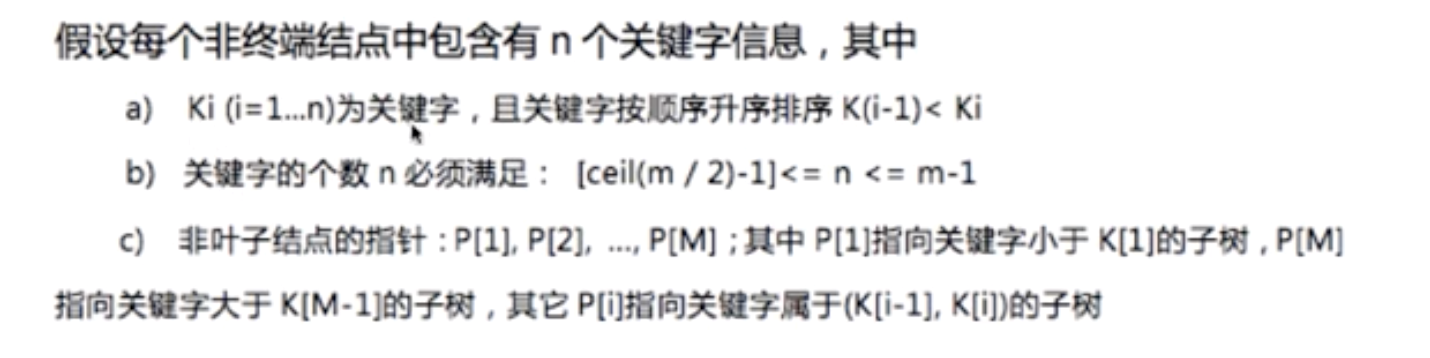 假设每个非终端结点中包含有 n 个关键字信息，其中
a) Ki (i=1...n)为关键字，且关键字按顺序升序排序 K(i-1)< Ki
b) 关键字的个数 n 必须满足： [ceil(m / 2)-1]<= n <= m-1
c) 非叶子结点的指针：P[1], P[2], ..., P[M]；其中 P[1]指向关键字小于 K[1]的子树，P[M]
指向关键字大于 K[M-1]的子树，其它 P[i]指向关键字属于(K[i-1], K[i])的子树